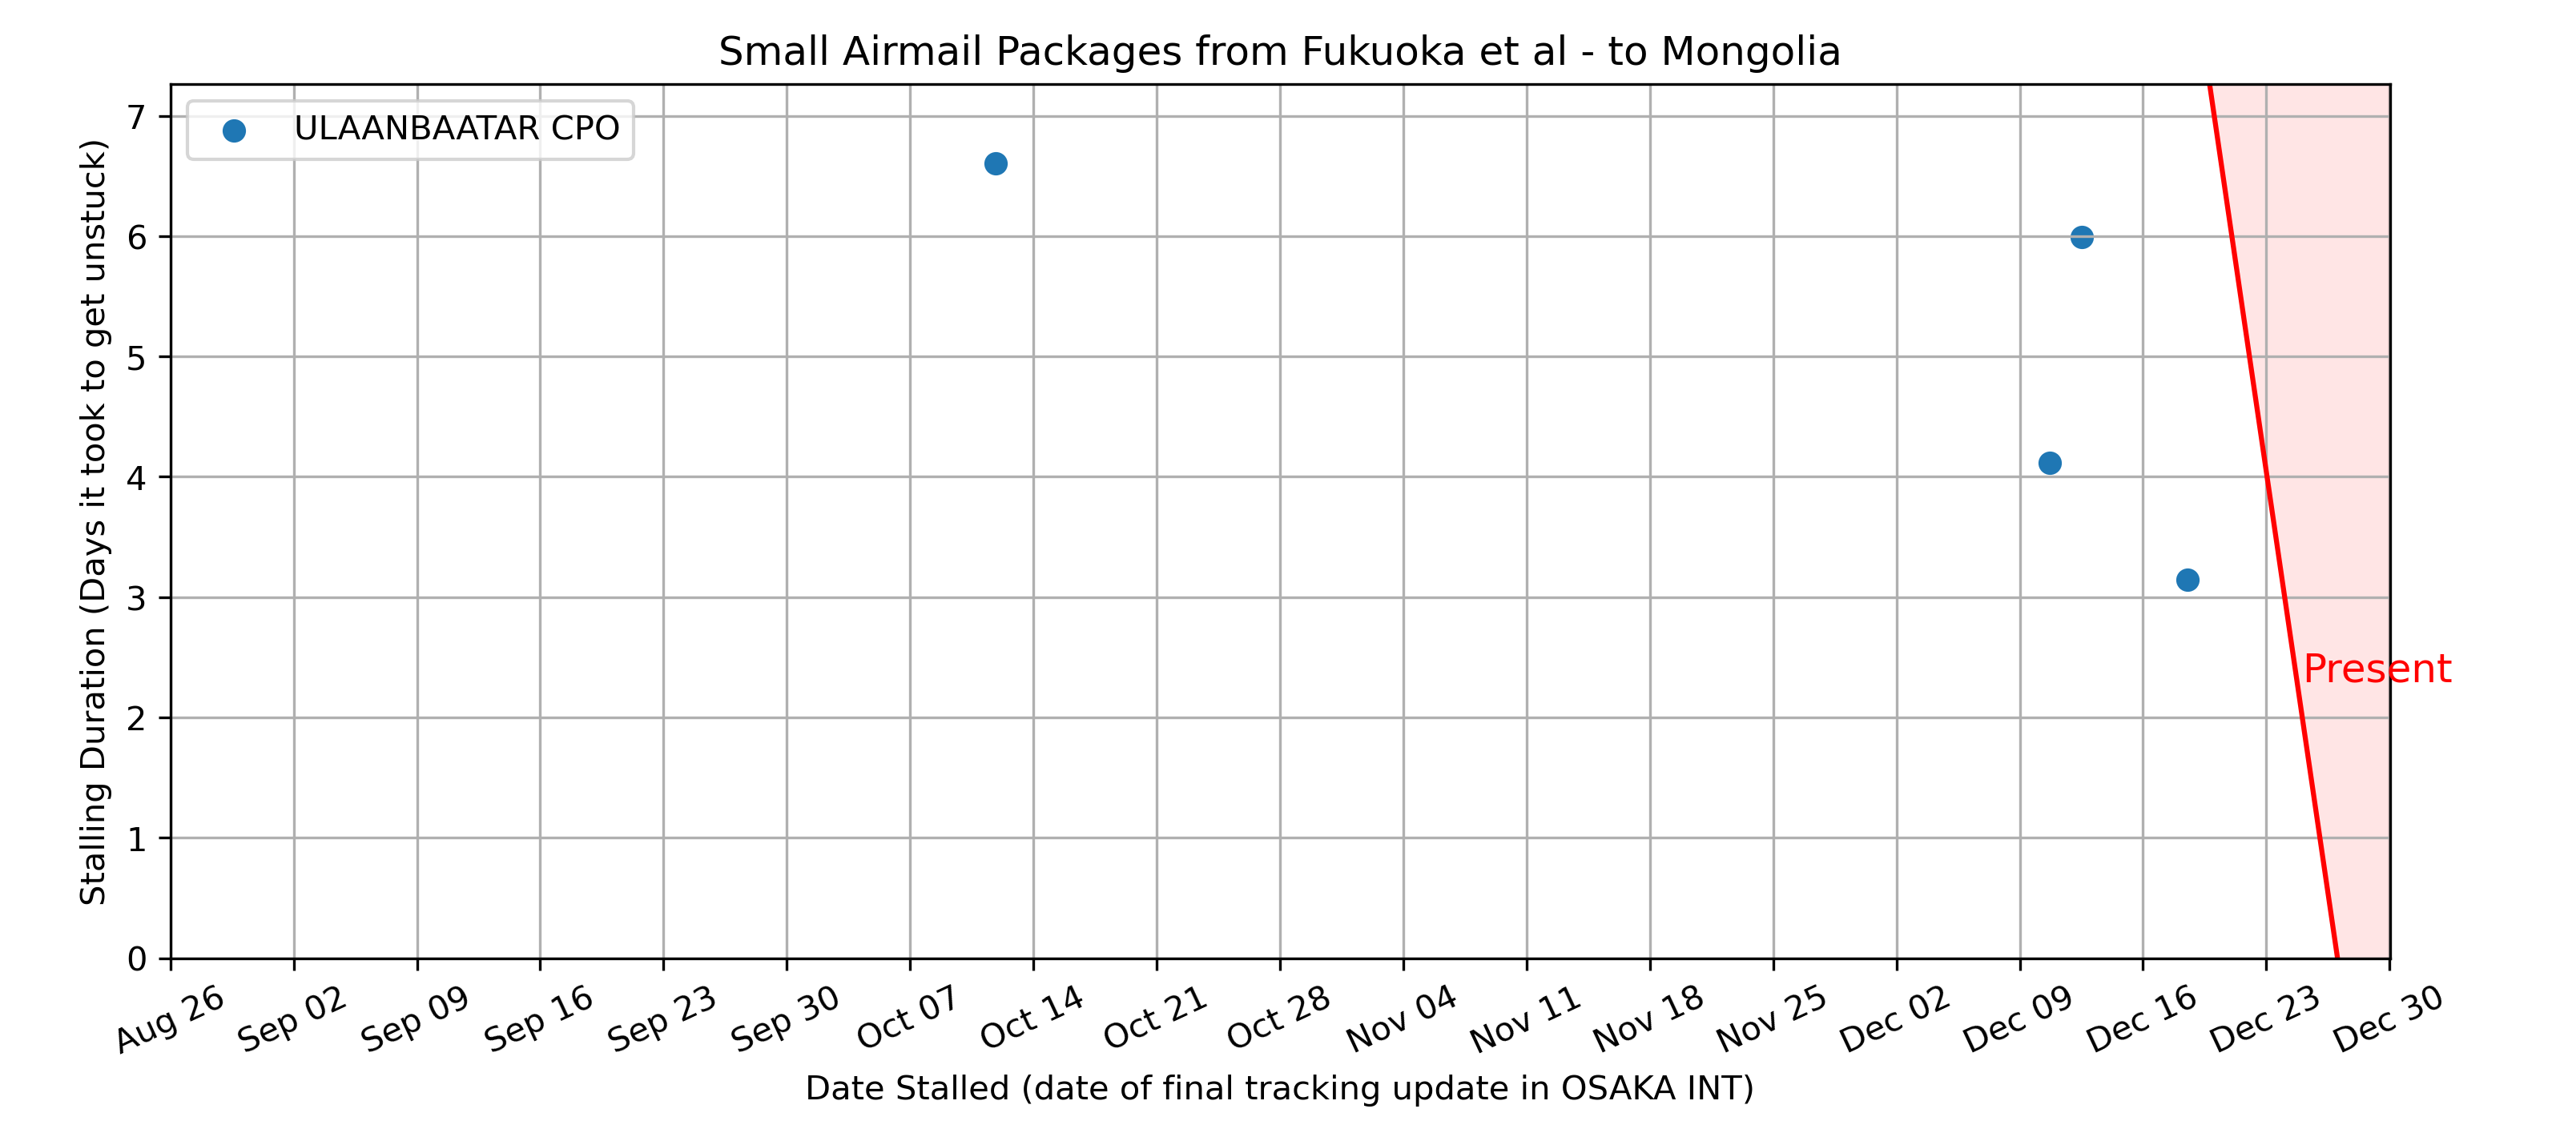 Small Airmail Packages from Fukuoka et al - to Mongolia
ULAANBAATAR CPO
Stalling Duration (Days it took to get unstuck)
7
6
5
4
3
2
1
0
Present
Aug 26
Sep 02
Sep 09
Sep 16
Sep 23
Sep 30
Oct 07
Oct 14
Oct 21
Oct 28
Nov 04
Nov 11
Nov 18
Nov 25
Dec 02
Dec 09
Dec 16
Dec 23
Dec 30
Date Stalled (date of final tracking update in OSAKA INT)